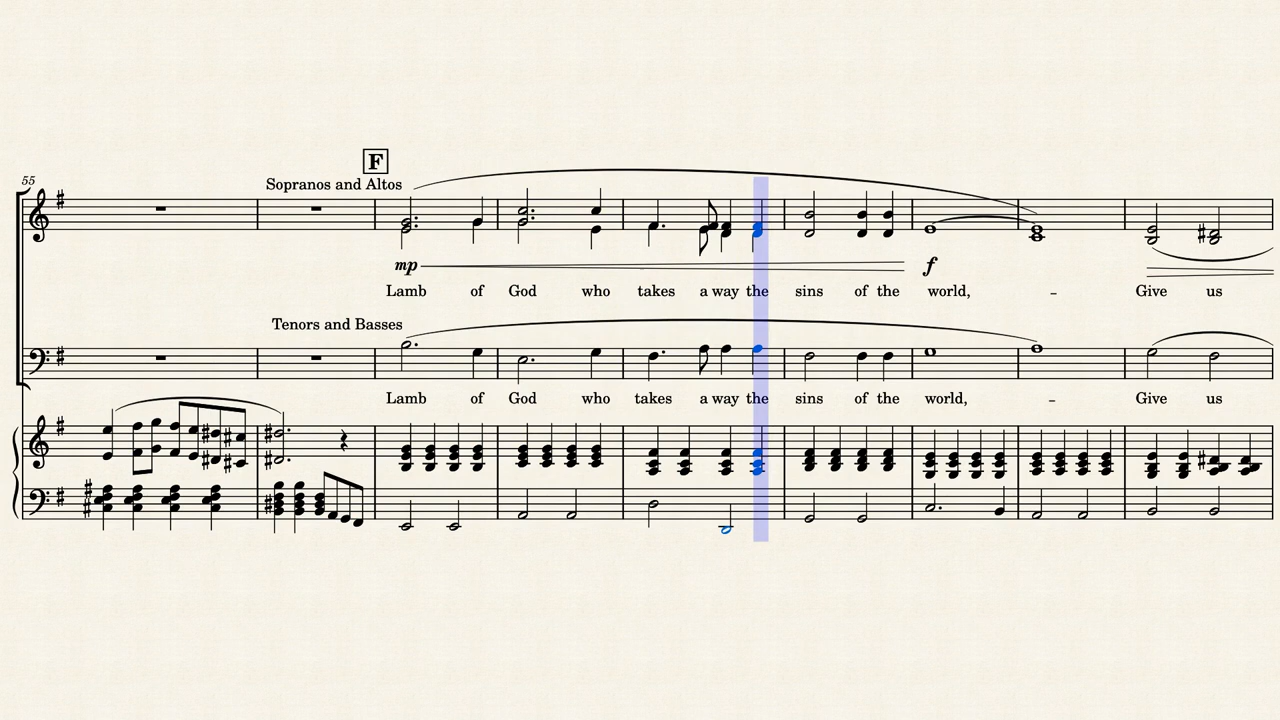 F
55
Sopranos and Altos
mp f
Lamb of God who takes a way the sins of the world, - Give us
Tenors and Basses
Lamb of God who takes a way the sins of the world, - Give us